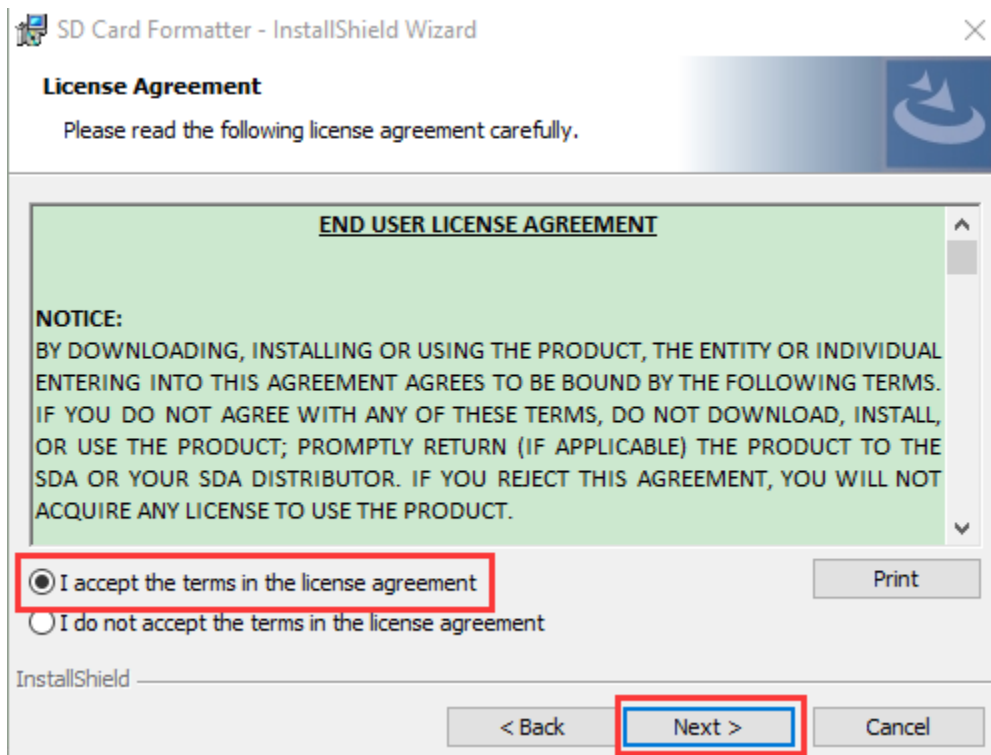 SD Card Formatter - InstallShield Wizard
License Agreement
Please read the following license agreement carefully.
END USER LICENSE AGREEMENT
NOTICE:
BY DOWNLOADING, INSTALLING OR USING THE PRODUCT, THE ENTITY OR INDIVIDUAL
ENTERING INTO THIS AGREEMENT AGREES TO BE BOUND BY THE FOLLOWING TERMS.
IF YOU DO NOT AGREE WITH ANY OF THESE TERMS, DO NOT DOWNLOAD, INSTALL,
OR USE THE PRODUCT; PROMPTLY RETURN (IF APPLICABLE) THE PRODUCT TO THE
SDA OR YOUR SDA DISTRIBUTOR. IF YOU REJECT THIS AGREEMENT, YOU WILL NOT
ACQUIRE ANY LICENSE TO USE THE PRODUCT.
I accept the terms in the license agreement
Print
I do not accept the terms in the license agreement
InstallShield
< Back
Next >
Cancel